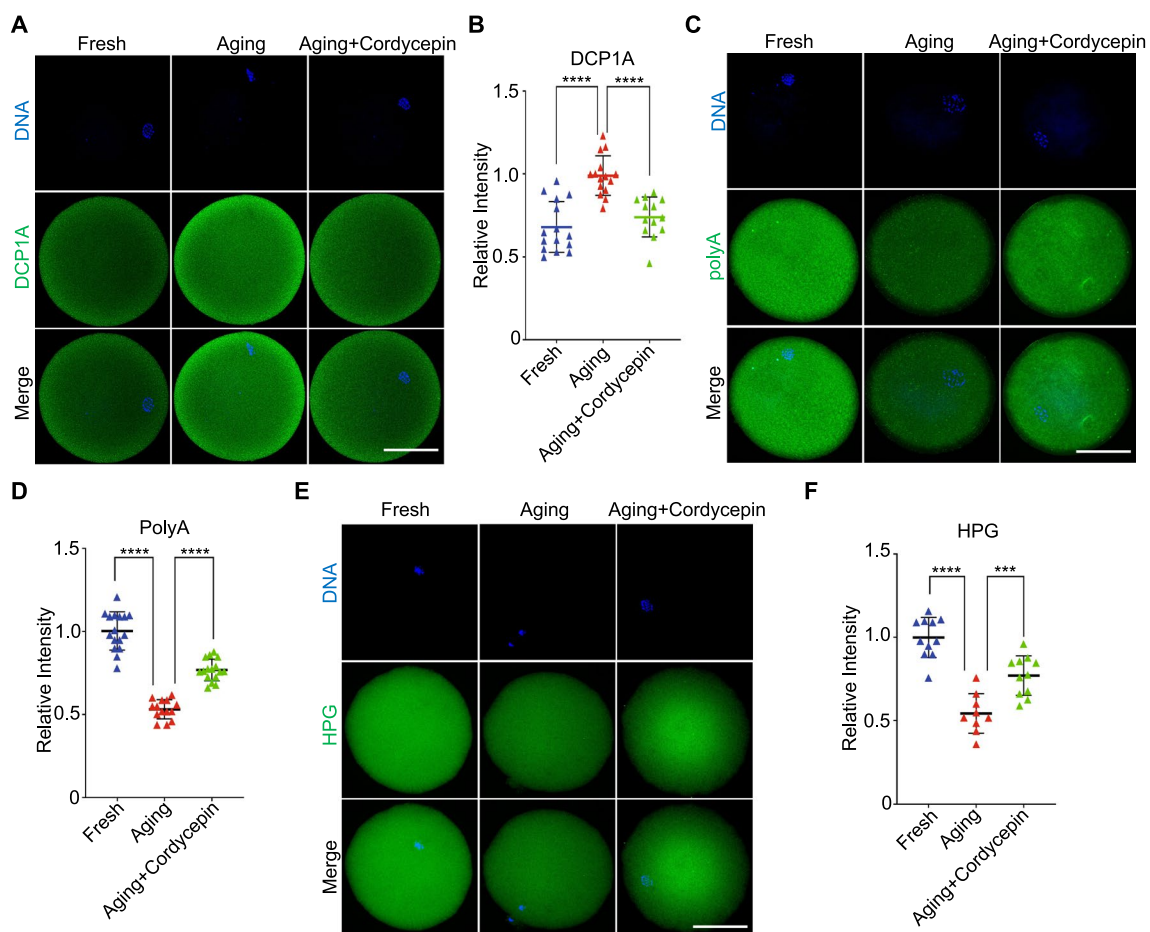 A
Fresh Aging Aging+Cordycepin
DNA
DCP1A
Merge
B
DCP1A
**** ****
Relative Intensity
1.5
1.0
0.5
0
Fresh
Aging
Aging+Cordycepin
C
Fresh Aging Aging+Cordycepin
DNA
polyA
Merge
D
PolyA
**** ****
Relative Intensity
1.5
1.0
0.5
0
Fresh
Aging
Aging+Cordycepin
E
Fresh Aging Aging+Cordycepin
DNA
HPG
Merge
F
HPG
**** ***
Relative Intensity
1.5
1.0
0.5
0
Fresh
Aging
Aging+Cordycepin